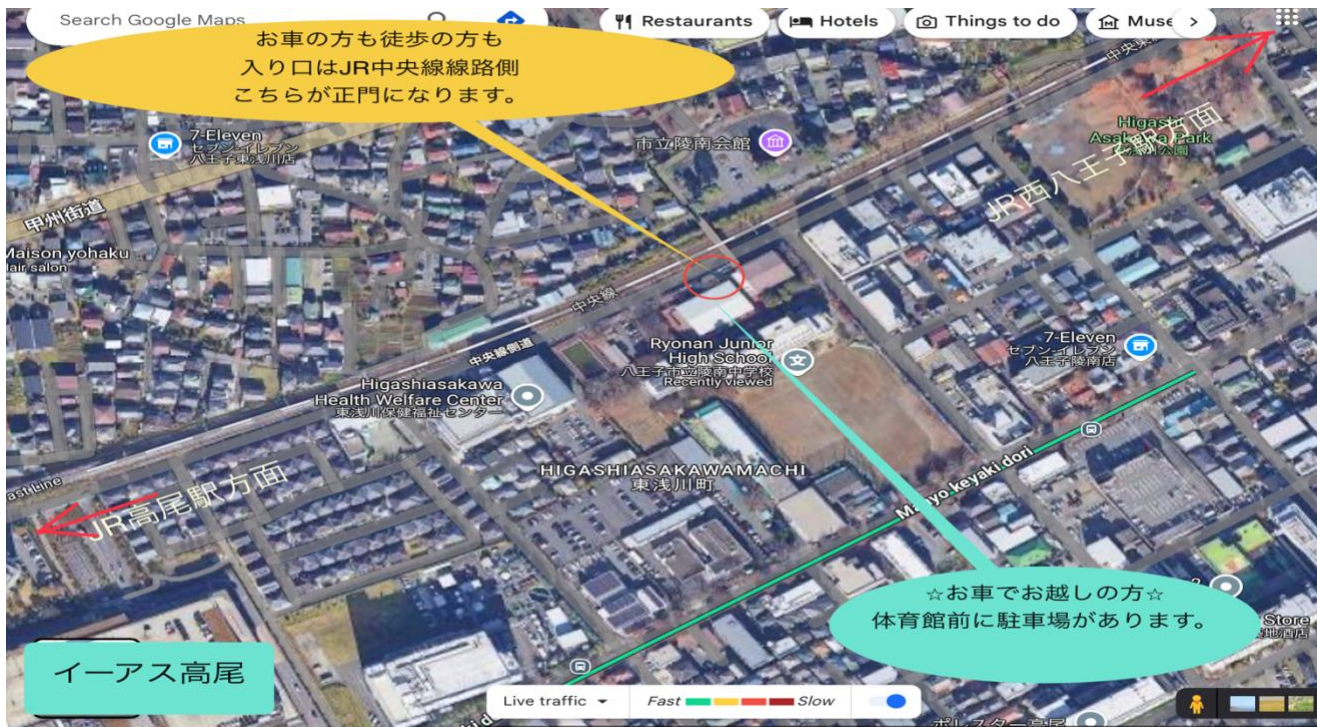 Search Google Maps
Restaurants
Hotels
Things to do
Muse
お車の方も徒歩の方も
入り口はJR中央線線路側
こちらが正門になります。
7-Eleven
セブン-イレブン
八王子東浅川店
市立陵南会館
Higashi
Asakawa Park
JR西八王子駅方面
甲州街道
Maison yohaku
Hair salon
中央線
中央線側道
Ryonan Junior
High School
八王子市立陵南中学校
Recently viewed
7-Eleven
セブン-イレブン
八王子陵南店
Higashiasakawa
Health Welfare Center
東浅川保健福祉センター
HIGASHIASAKAWAMACHI
東浅川町
ast Line
JR高尾駅方面
keyaki dori
☆お車でお越しの方☆
体育館前に駐車場があります。
Store
イーアス高尾
Live traffic
Fast
Slow